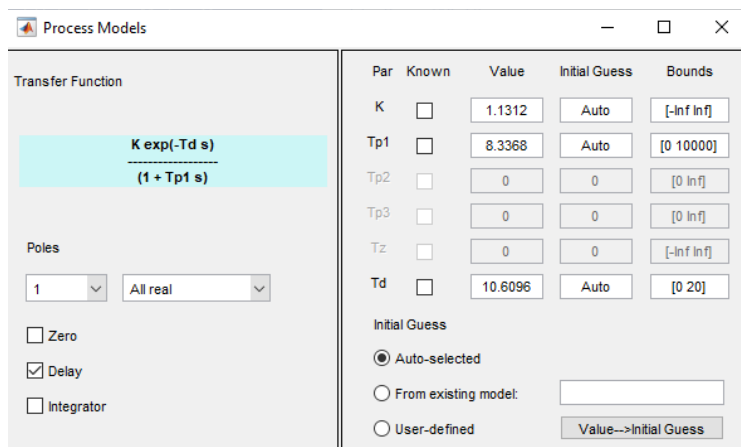 Process Models
Transfer Function
K exp(-Td s)
------------------
(1 + Tp1 s)
Poles
1 All real
Zero
Delay
Integrator
Par Known Value Initial Guess Bounds
K 1.1312 Auto [-Inf Inf]
Tp1 8.3368 Auto [0 10000]
Tp2 0 0 [0 Inf]
Tp3 0 0 [0 Inf]
Tz 0 0 [-Inf Inf]
Td 10.6096 Auto [0 20]
Initial Guess
Auto-selected
From existing model:
User-defined Value-->Initial Guess